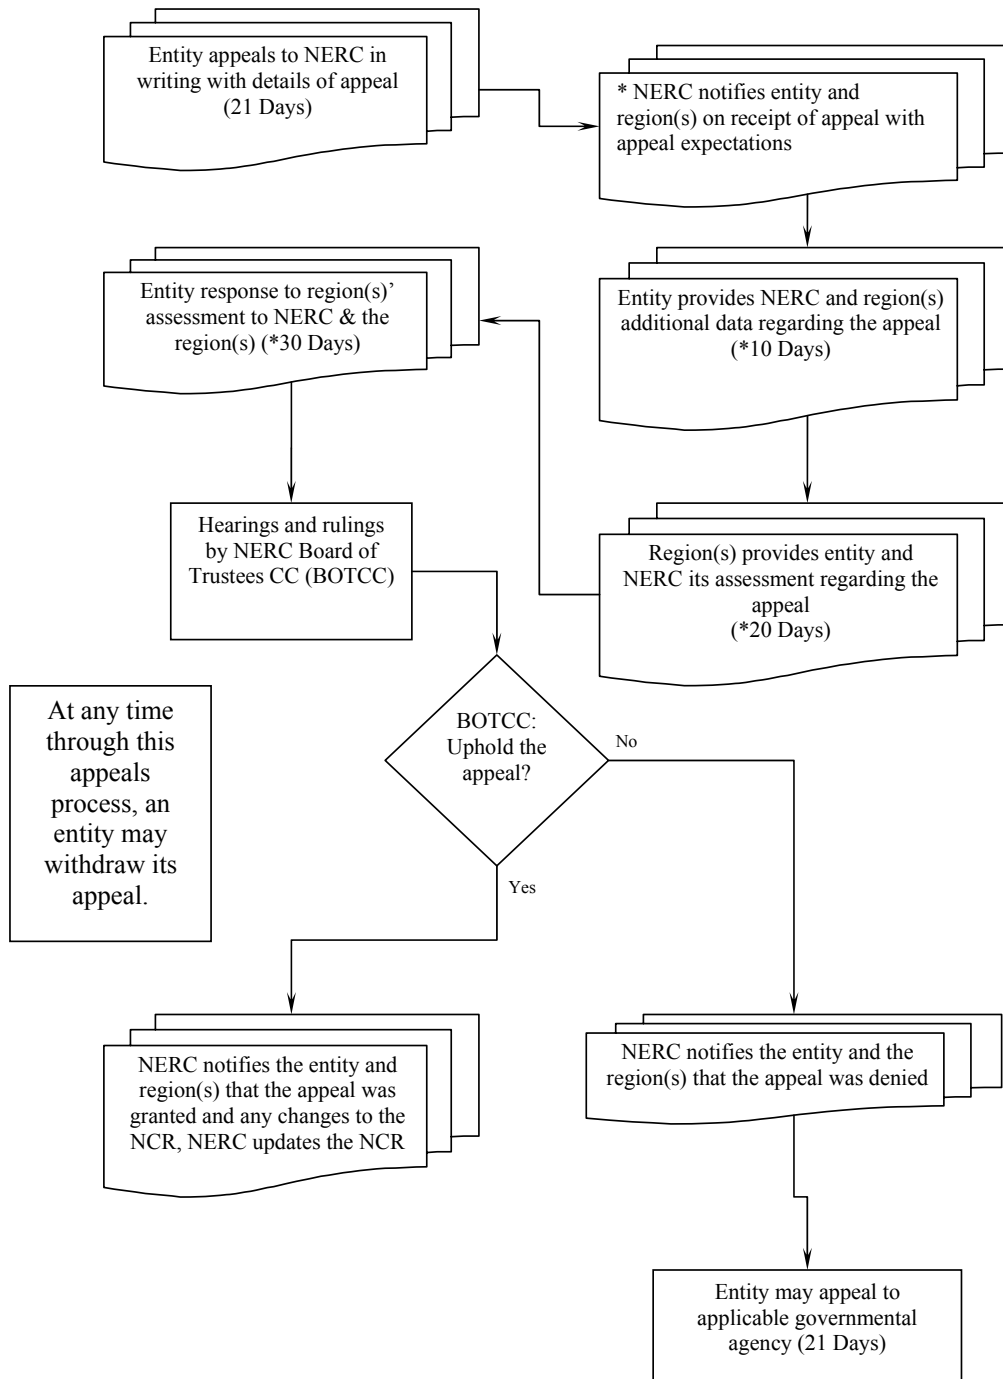 Entity appeals to NERC in
writing with details of appeal
(21 Days)
* NERC notifies entity and
region(s) on receipt of appeal with
appeal expectations
Entity provides NERC and region(s)
additional data regarding the appeal
(*10 Days)
Region(s) provides entity and
NERC its assessment regarding the
appeal
(*20 Days)
Entity response to region(s)’
assessment to NERC & the
region(s) (*30 Days)
Hearings and rulings
by NERC Board of
Trustees CC (BOTCC)
At any time
through this
appeals
process, an
entity may
withdraw its
appeal.
BOTCC:
Uphold the
appeal?
No
Yes
NERC notifies the entity and
region(s) that the appeal was
granted and any changes to the
NCR, NERC updates the NCR
NERC notifies the entity and the
region(s) that the appeal was denied
Entity may appeal to
applicable governmental
agency (21 Days)